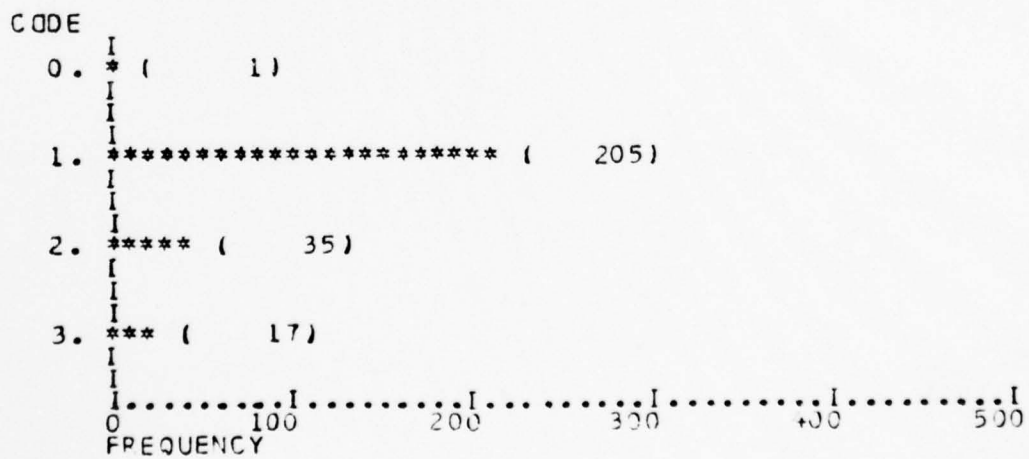 CODE
I
0. * ( 1)
I
I
I
1. ********************** ( 205)
I
I
I
2. ***** ( 35)
I
I
I
3. *** ( 17)
I
I
I.........I.........I.........I.........I.........I
0 100 200 300 400 500
FREQUENCY